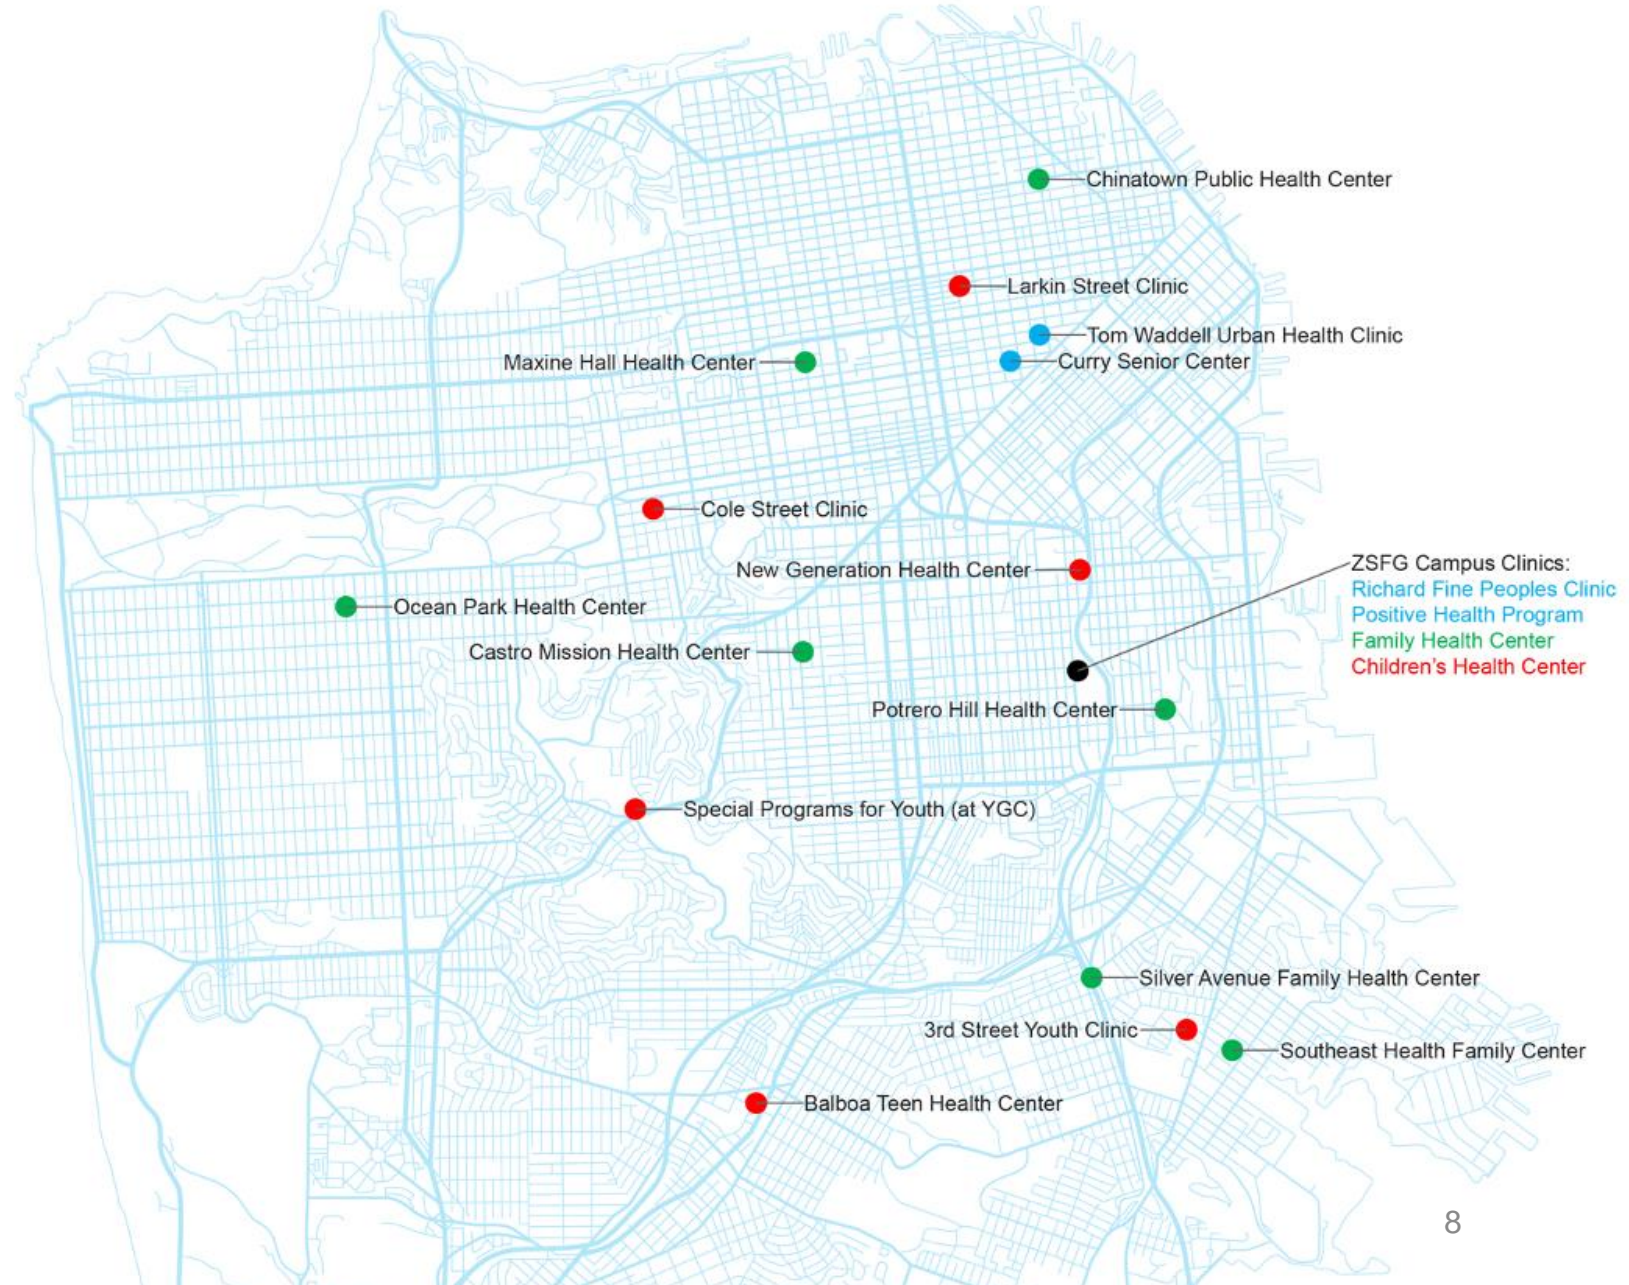 Chinatown Public Health Center
Larkin Street Clinic
Tom Waddell Urban Health Clinic
Maxine Hall Health Center
Curry Senior Center
Cole Street Clinic
New Generation Health Center
ZSFG Campus Clinics:
Richard Fine Peoples Clinic
Positive Health Program
Family Health Center
Children's Health Center
Ocean Park Health Center
Castro Mission Health Center
Potrero Hill Health Center
Special Programs for Youth (at YGC)
Silver Avenue Family Health Center
3rd Street Youth Clinic
Southeast Health Family Center
Balboa Teen Health Center
8